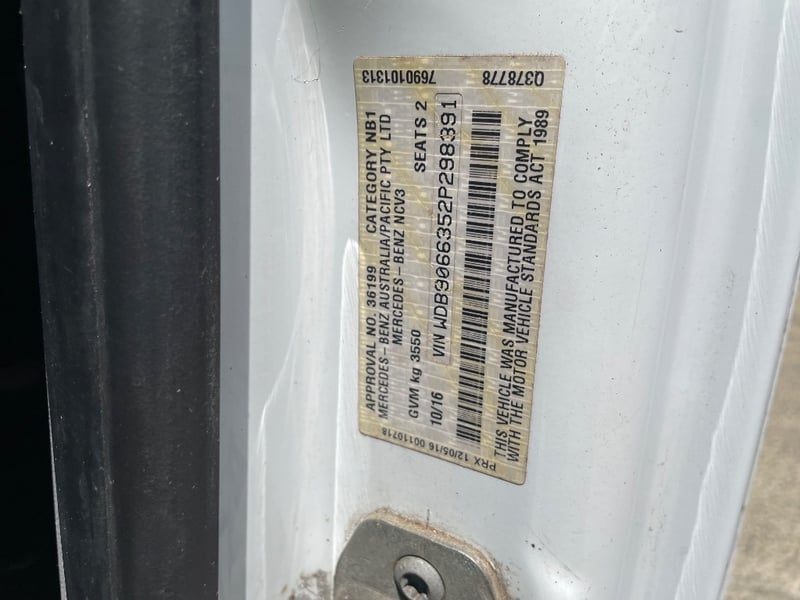 APPROVAL NO. 36199 CATEGORY NB1
MERCEDES-BENZ AUSTRALIA/PACIFIC PTY LTD
MERCEDES-BENZ NCV3
GVM kg 3550 SEATS 2
10/16 VIN WDB9066352P298391
THIS VEHICLE WAS MANUFACTURED TO COMPLY
WITH THE MOTOR VEHICLE STANDARDS ACT 1989
7690101313
Q378778
PRX 12/05/16 00110718